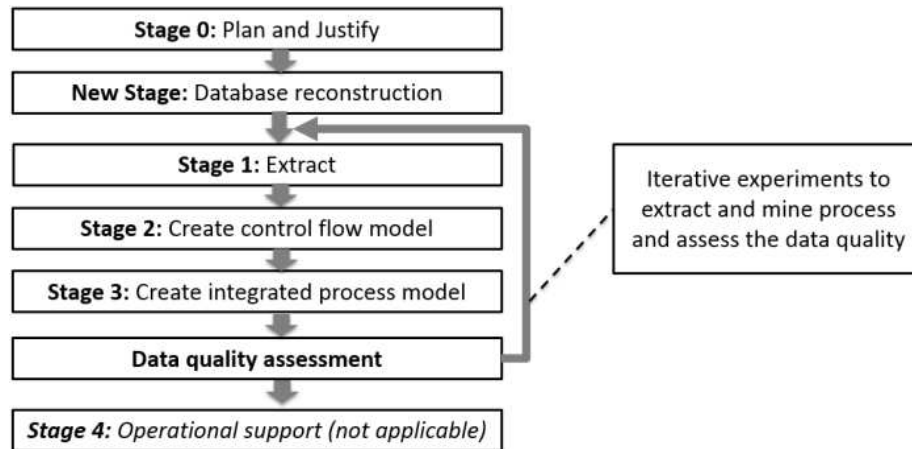 Stage 0: Plan and Justify
New Stage: Database reconstruction
Stage 1: Extract
Stage 2: Create control flow model
Stage 3: Create integrated process model
Data quality assessment
Stage 4: Operational support (not applicable)
Iterative experiments to
extract and mine process
and assess the data quality